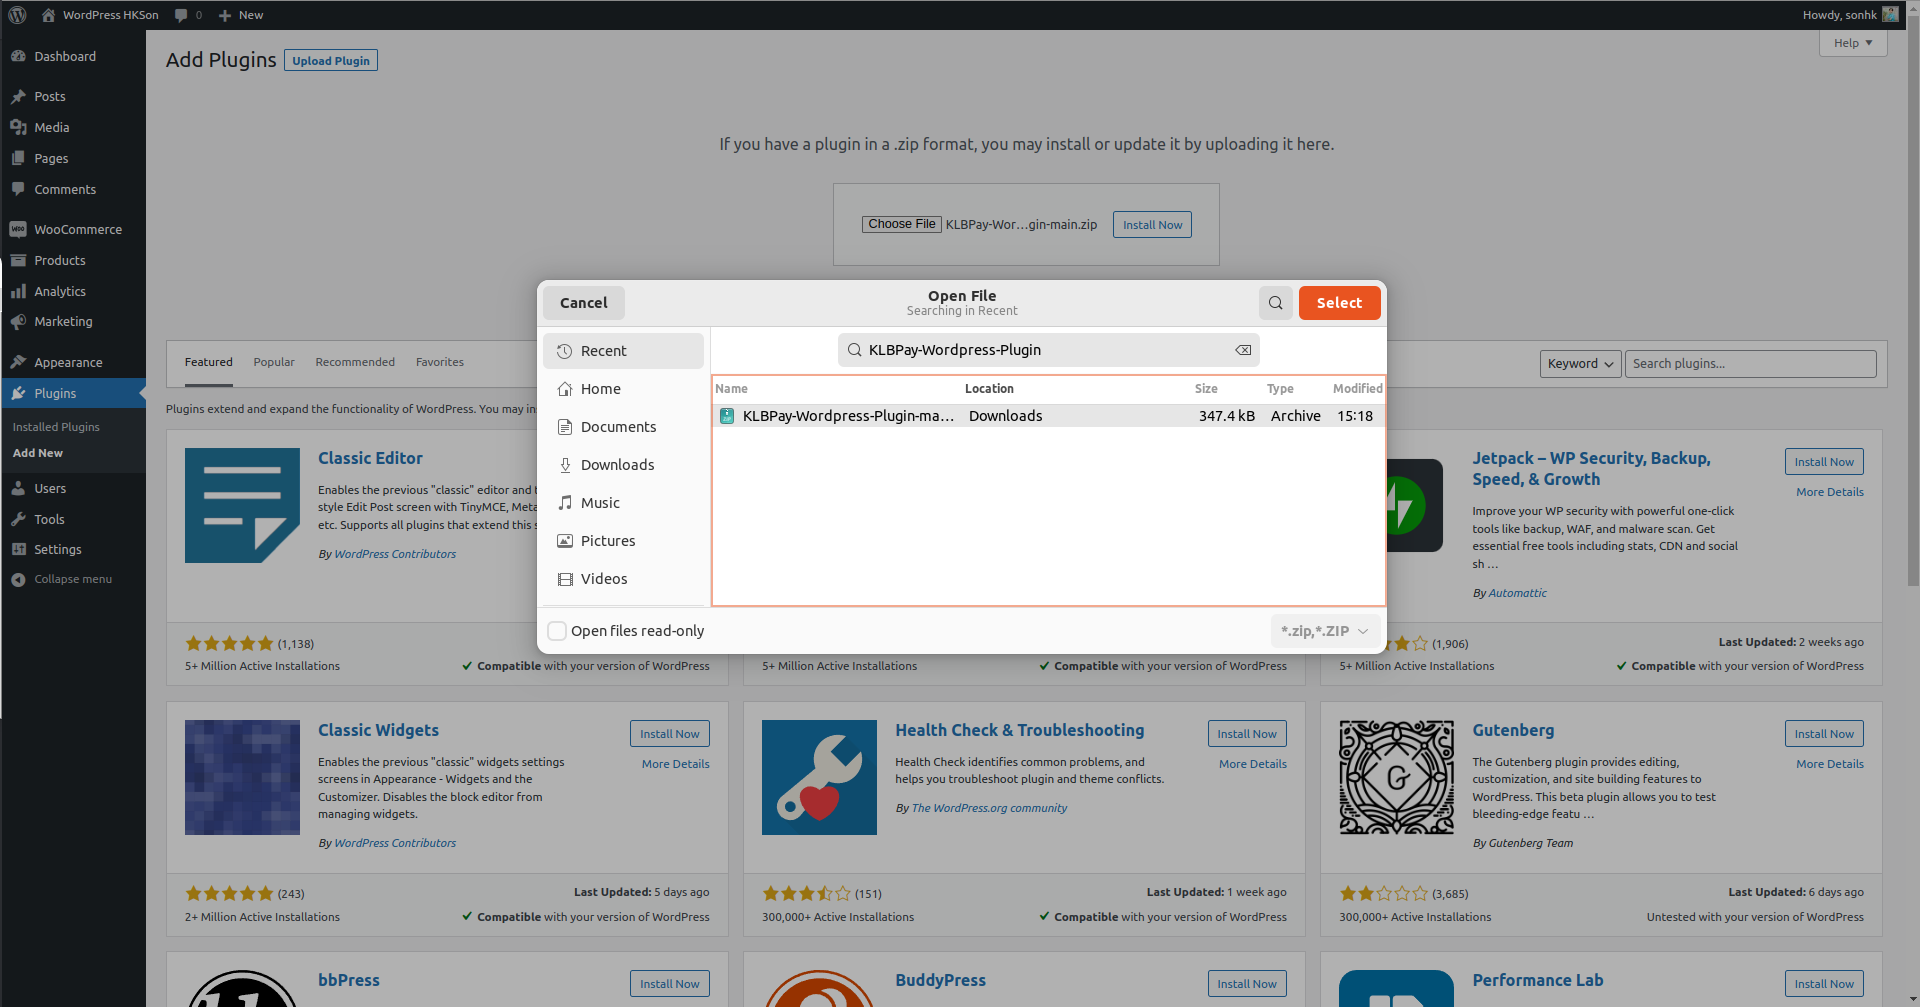 WordPress HKSon
0
New
Howdy, sonhk
Dashboard
Posts
Media
Pages
Comments
WooCommerce
Products
Analytics
Marketing
Appearance
Plugins
Installed Plugins
Add New
Users
Tools
Settings
Collapse menu
Add Plugins
Upload Plugin
Help
If you have a plugin in a .zip format, you may install or update it by uploading it here.
Choose File KLBPay-Wor…gin-main.zip
Install Now
Cancel
Open File
Searching in Recent
Select
Recent
Home
Documents
Downloads
Music
Pictures
Videos
KLBPay-Wordpress-Plugin
Name Location Size Type Modified
KLBPay-Wordpress-Plugin-ma… Downloads 347.4 kB Archive 15:18
Open files read-only
*.zip,*.ZIP
Featured Popular Recommended Favorites
Keyword
Search plugins...
Plugins extend and expand the functionality of WordPress. You may
Classic Editor
Enables the previous "classic" editor and
style Edit Post screen with TinyMCE,
etc. Supports all plugins that extend this
By WordPress Contributors
(1,138)
5+ Million Active Installations
Compatible with your version of WordPress
5+ Million Active Installations
Compatible with your version of WordPress
Jetpack – WP Security, Backup,
Speed, & Growth
Install Now
More Details
Improve your WP security with powerful one-click
tools like backup, WAF, and malware scan. Get
essential free tools including stats, CDN and social
sh …
By Automattic
(1,906)
Last Updated: 2 weeks ago
5+ Million Active Installations
Compatible with your version of WordPress
Classic Widgets
Install Now
More Details
Enables the previous "classic" widgets settings
screens in Appearance - Widgets and the
Customizer. Disables the block editor from
managing widgets.
By WordPress Contributors
(243)
Last Updated: 5 days ago
2+ Million Active Installations
Compatible with your version of WordPress
Health Check & Troubleshooting
Install Now
More Details
Health Check identifies common problems, and
helps you troubleshoot plugin and theme conflicts.
By The WordPress.org community
(151)
Last Updated: 1 week ago
300,000+ Active Installations
Compatible with your version of WordPress
G
Gutenberg
Install Now
More Details
The Gutenberg plugin provides editing,
customization, and site building features to
WordPress. This beta plugin allows you to test
bleeding-edge featu …
By Gutenberg Team
(3,685)
Last Updated: 6 days ago
300,000+ Active Installations
Untested with your version of WordPress
bbPress
Install Now
BuddyPress
Install Now
Performance Lab
Install Now